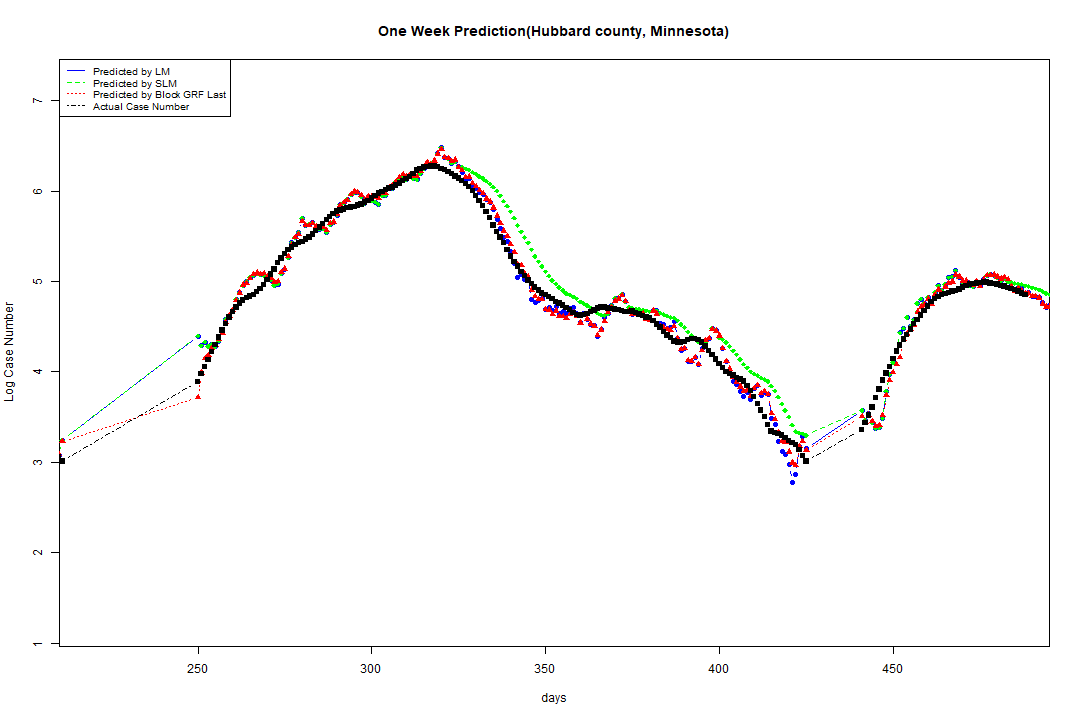 One Week Prediction(Hubbard county, Minnesota)
Predicted by LM
Predicted by SLM
Predicted by Block GRF Last
Actual Case Number
Log Case Number
7
6
5
4
3
2
1
250 300 350 400 450
days